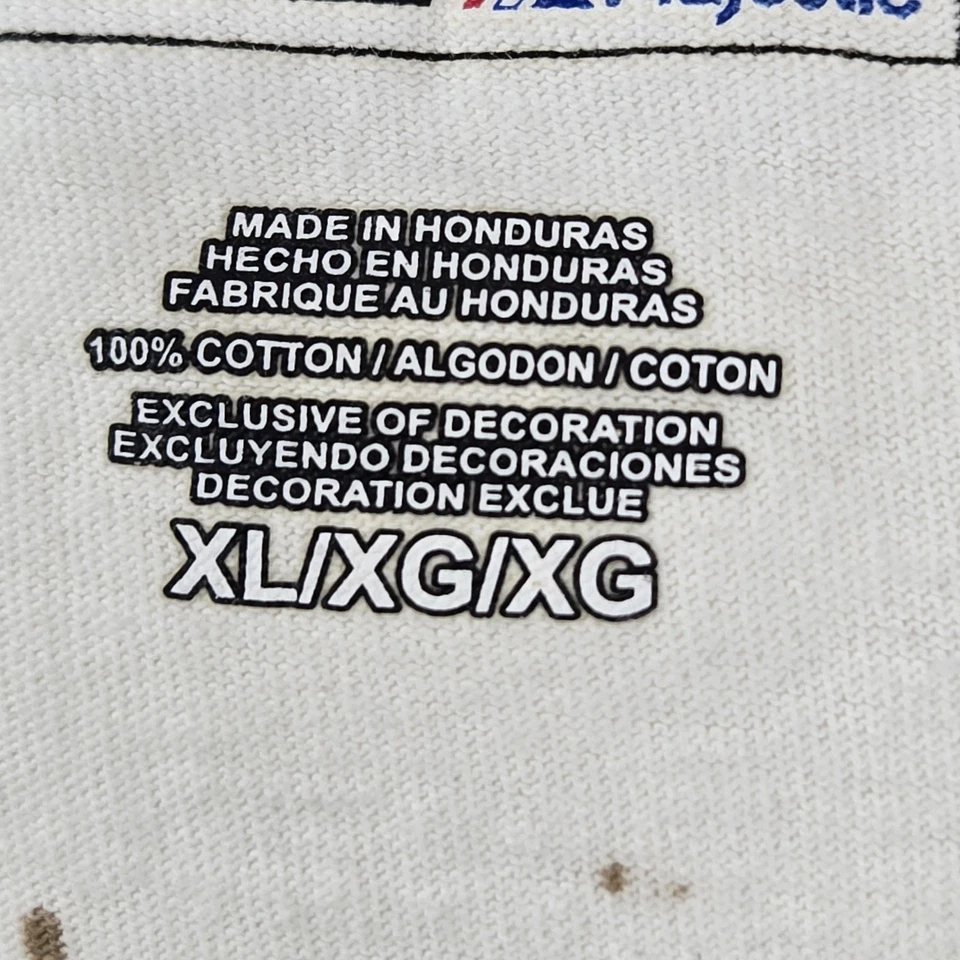 MADE IN HONDURAS
HECHO EN HONDURAS
FABRIQUE AU HONDURAS
100% COTTON / ALGODON / COTON
EXCLUSIVE OF DECORATION
EXCLUYENDO DECORACIONES
DECORATION EXCLUE
XL/XG/XG